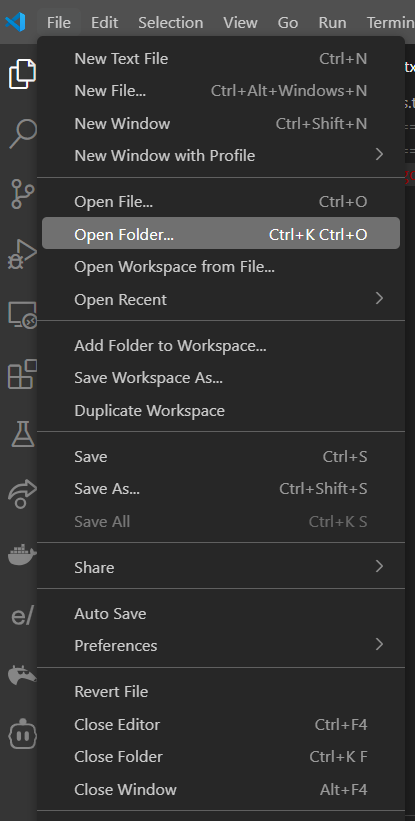 File Edit Selection View Go Run Termin
New Text File Ctrl+N
New File... Ctrl+Alt+Windows+N
New Window Ctrl+Shift+N
New Window with Profile
Open File... Ctrl+O
Open Folder... Ctrl+K Ctrl+O
Open Workspace from File...
Open Recent
Add Folder to Workspace...
Save Workspace As...
Duplicate Workspace
Save Ctrl+S
Save As... Ctrl+Shift+S
Save All Ctrl+K S
Share
Auto Save
Preferences
Revert File
Close Editor Ctrl+F4
Close Folder Ctrl+K F
Close Window Alt+F4
e/